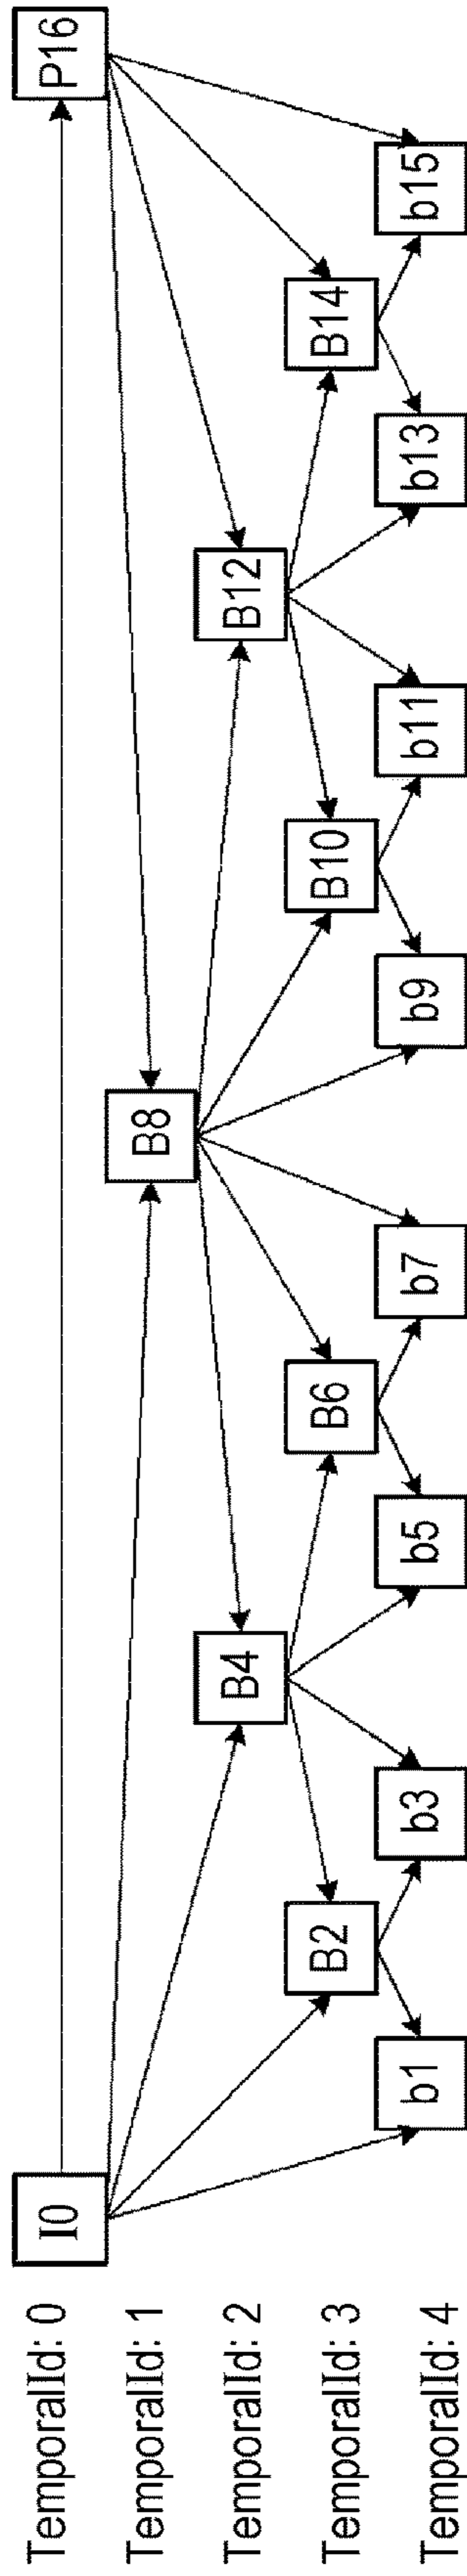 TemporalId: 0
I0
P16
TemporalId: 1
B8
TemporalId: 2
B4
B12
TemporalId: 3
B2
B6
B10
B14
TemporalId: 4
b1
b3
b5
b7
b9
b11
b13
b15